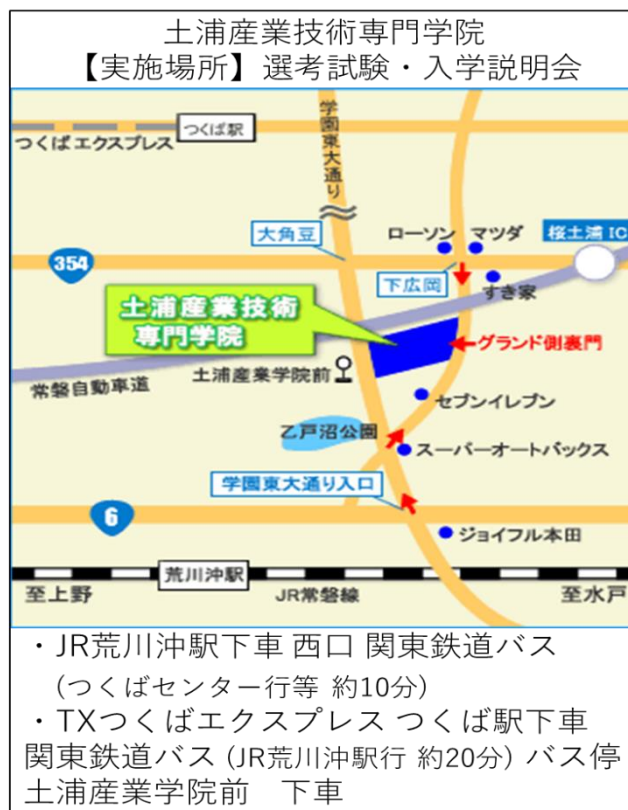 土浦産業技術専門学院
【実施場所】選考試験・入学説明会
つくば駅
つくばエクスプレス
学園東大通り
大角豆
ローソン
マツダ
桜土浦IC
354
下広岡
すき家
土浦産業技術
専門学院
グランド側裏門
土浦産業学院前
常磐自動車道
セブンイレブン
乙戸沼公園
スーパーオートバックス
学園東大通り入口
6
ジョイフル本田
荒川沖駅
至上野
JR常磐線
至水戸
・JR荒川沖駅下車 西口 関東鉄道バス
(つくばセンター行等 約10分)
・TXつくばエクスプレス つくば駅下車
関東鉄道バス (JR荒川沖駅行 約20分) バス停
土浦産業学院前　下車